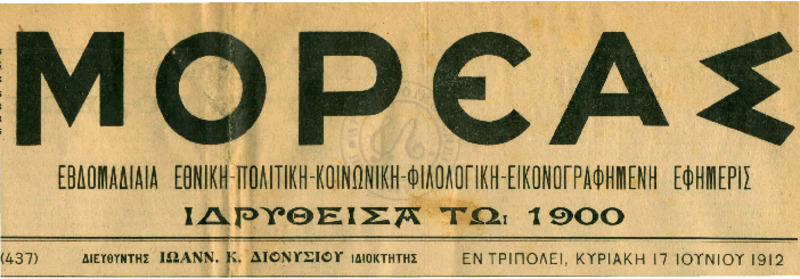 ΜΟΡΕΑΣ
ΕΒΔΟΜΑΔΙΑΙΑ ΕΘΝΙΚΗ-ΠΟΛΙΤΙΚΗ-ΚΟΙΝΩΝΙΚΗ-ΦΙΛΟΛΟΓΙΚΗ-ΕΙΚΟΝΟΓΡΑΦΗΜΕΝΗ ΕΦΗΜΕΡΙΣ
ΙΔΡΥΘΕΙΣΑ ΤΩι 1900
(437) ΔΙΕΥΘΥΝΤΗΣ ΙΩΑΝΝ. Κ. ΔΙΟΝΥΣΙΟΥ ΙΔΙΟΚΤΗΤΗΣ ΕΝ ΤΡΙΠΟΛΕΙ, ΚΥΡΙΑΚΗ 17 ΙΟΥΝΙΟΥ 1912